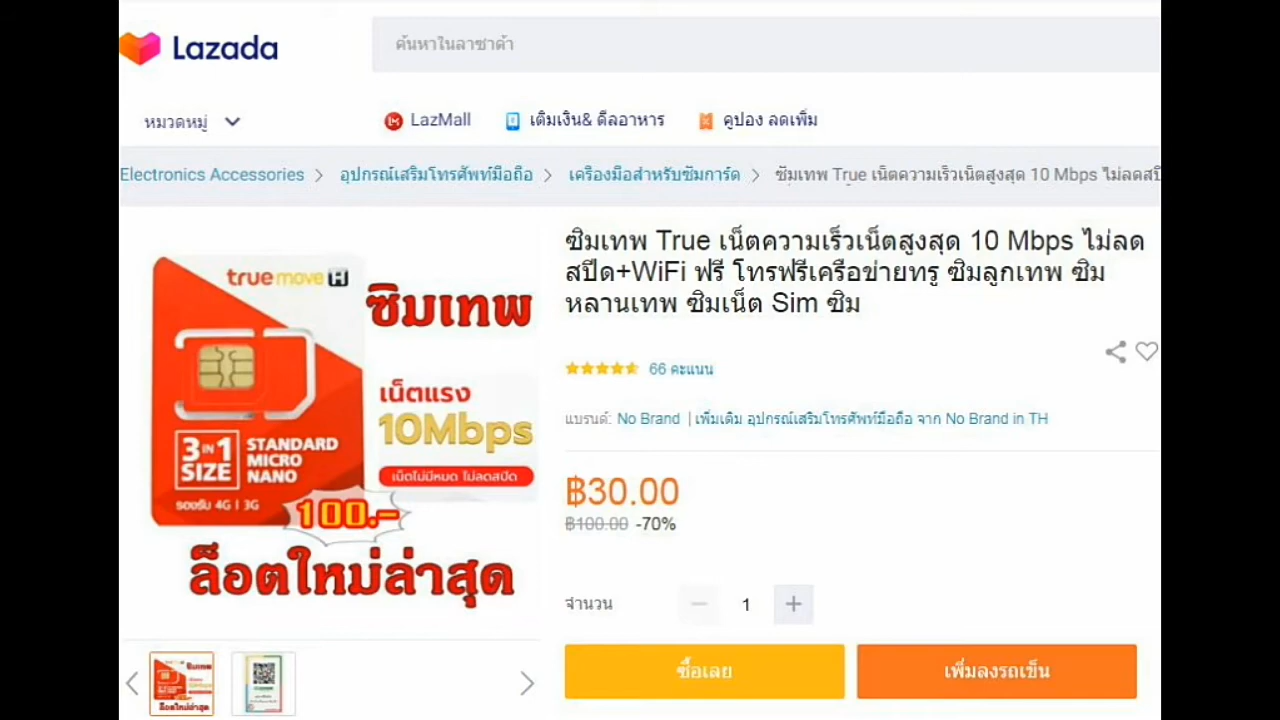 Lazada
ค้นหาในลาซาด้า
หมวดหมู่
LazMall
เติมเงิน& ดีลอาหาร
คูปอง ลดเพิ่ม
Electronics Accessories
อุปกรณ์เสริมโทรศัพท์มือถือ
เครื่องมือสำหรับซิมการ์ด
ซิมเทพ True เน็ตความเร็วเน็ตสูงสุด 10 Mbps ไม่ลดสปี
ซิมเทพ True เน็ตความเร็วเน็ตสูงสุด 10 Mbps ไม่ลด
สปีด+WiFi ฟรี โทรฟรีเครือข่ายทรู ซิมลูกเทพ ซิม
หลานเทพ ซิมเน็ต Sim ซิม
truemove H
ซิมเทพ
เน็ตแรง
10Mbps
เน็ตไม่มีหมด ไม่ลดสปีด
3 IN 1
SIZE
STANDARD
MICRO
NANO
รองรับ 4G | 3G
100.-
ล็อตใหม่ล่าสุด
66 คะแนน
แบรนด์: No Brand | เพิ่มเติม อุปกรณ์เสริมโทรศัพท์มือถือ จาก No Brand in TH
฿30.00
฿100.00 -70%
จำนวน
1
ซื้อเลย
เพิ่มลงรถเข็น